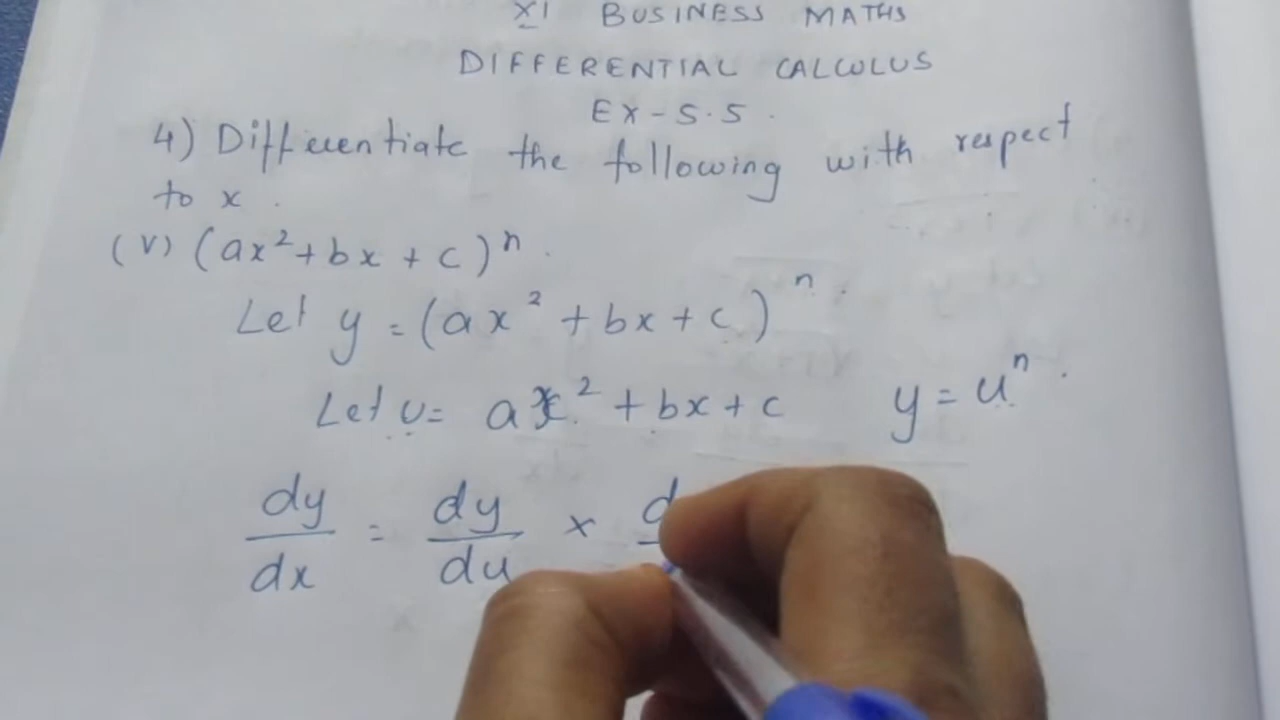 XI BUSINESS MATHS
DIFFERENTIAL CALCULUS
EX-5.5.
4) Differentiate the following with respect
to x.
(v) (ax²+bx+c)ⁿ.
Let y = (ax²+bx+c)ⁿ.
Let u = ax²+bx+c y = uⁿ.
dy/dx = dy/du × d